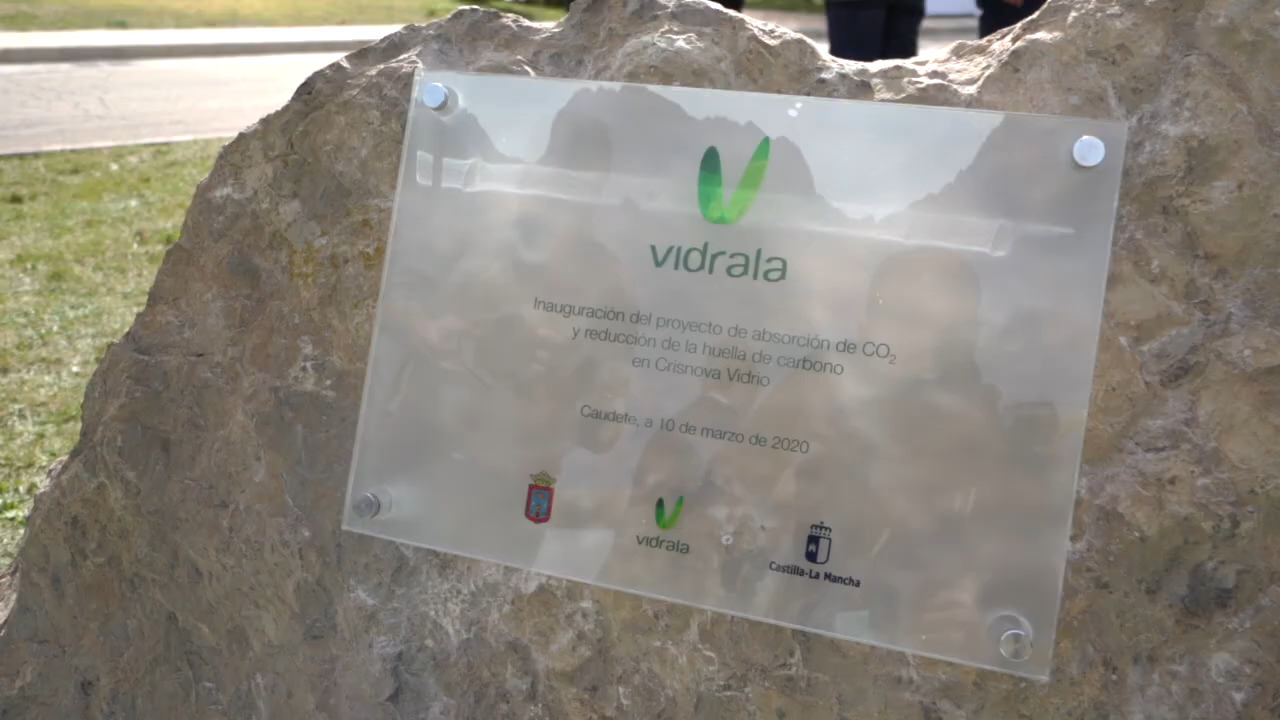 vidrala
Inauguración del proyecto de absorción de CO₂
y reducción de la huella de carbono
en Crisnova Vidrio
Caudete, a 10 de marzo de 2020
vidrala
Castilla-La Mancha